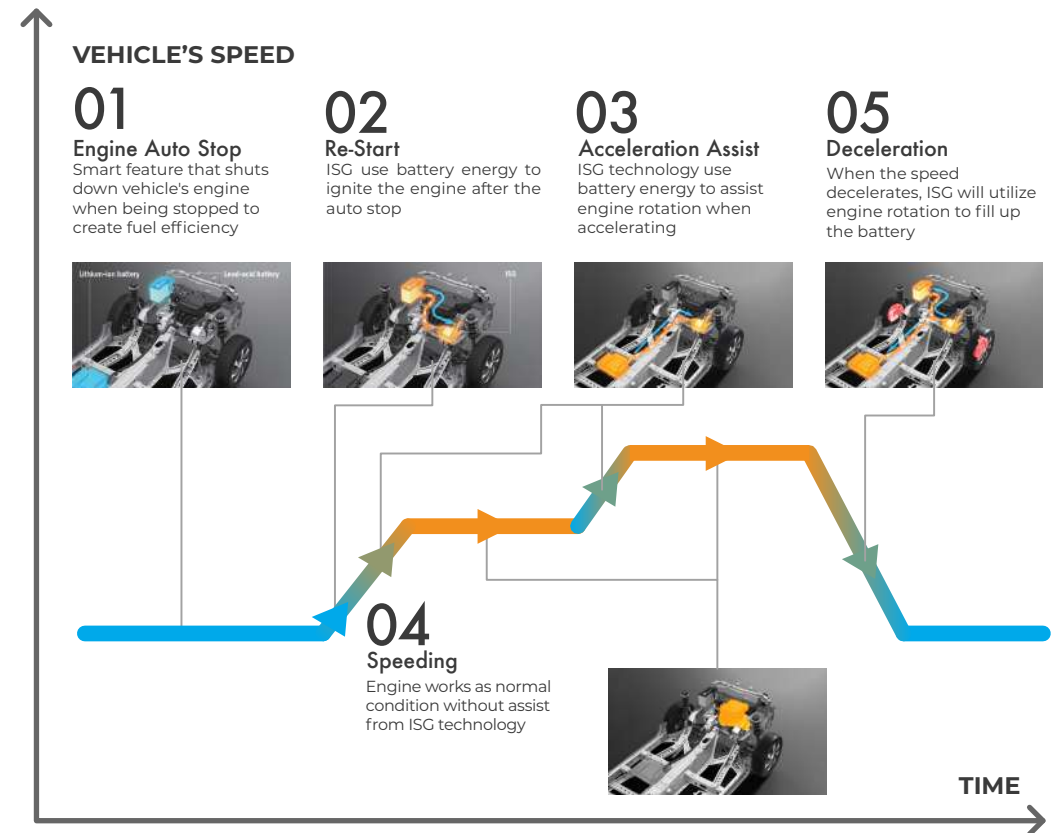 VEHICLE'S SPEED
01
Engine Auto Stop
Smart feature that shuts
down vehicle's engine
when being stopped to
create fuel efficiency
02
Re-Start
ISG use battery energy to
ignite the engine after the
auto stop
03
Acceleration Assist
ISG technology use
battery energy to assist
engine rotation when
accelerating
05
Deceleration
When the speed
decelerates, ISG will utilize
engine rotation to fill up
the battery
Lithium-ion battery
Lead-acid battery
ISG
04
Speeding
Engine works as normal
condition without assist
from ISG technology
TIME